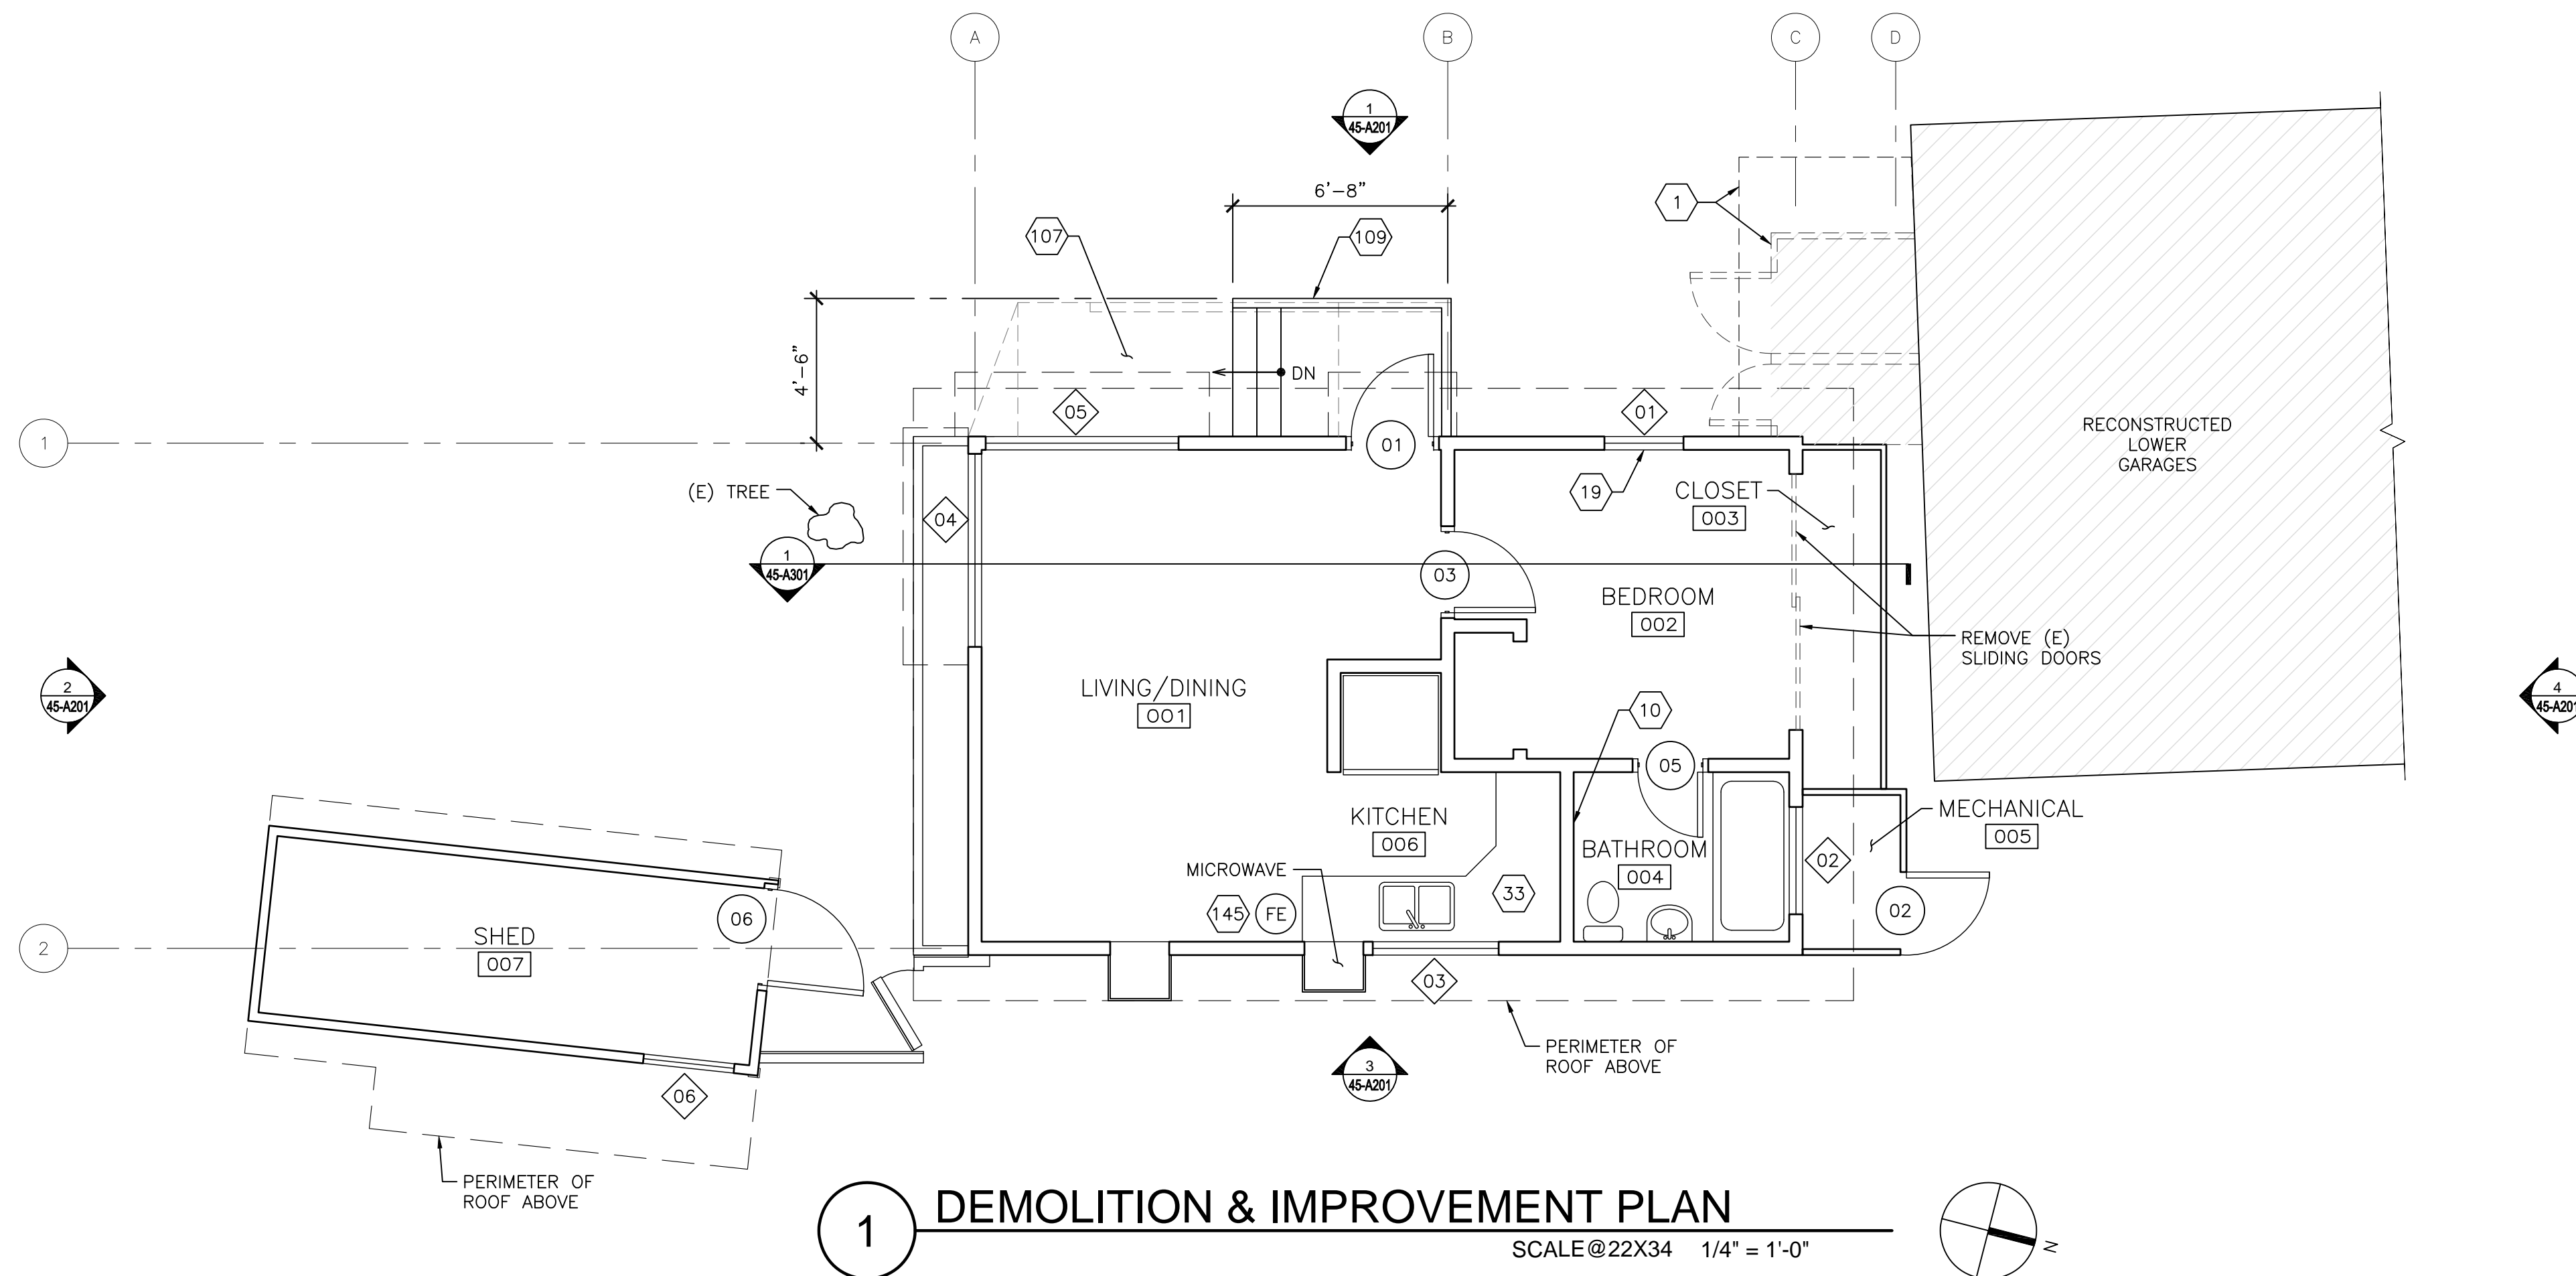 A
B
C
D
1
45-A201
6'-8"
1
107
109
4'-6"
DN
05
01
1
01
RECONSTRUCTED
LOWER
GARAGES
(E) TREE
04
19
CLOSET
003
1
45-A301
03
BEDROOM
002
REMOVE (E)
SLIDING DOORS
2
45-A201
LIVING/DINING
001
10
4
45-A201
05
KITCHEN
006
MECHANICAL
005
BATHROOM
004
02
MICROWAVE
145
FE
33
02
06
SHED
007
2
03
PERIMETER OF
ROOF ABOVE
3
45-A201
06
PERIMETER OF
ROOF ABOVE
1
DEMOLITION & IMPROVEMENT PLAN
SCALE@22X34 1/4" = 1'-0"
N